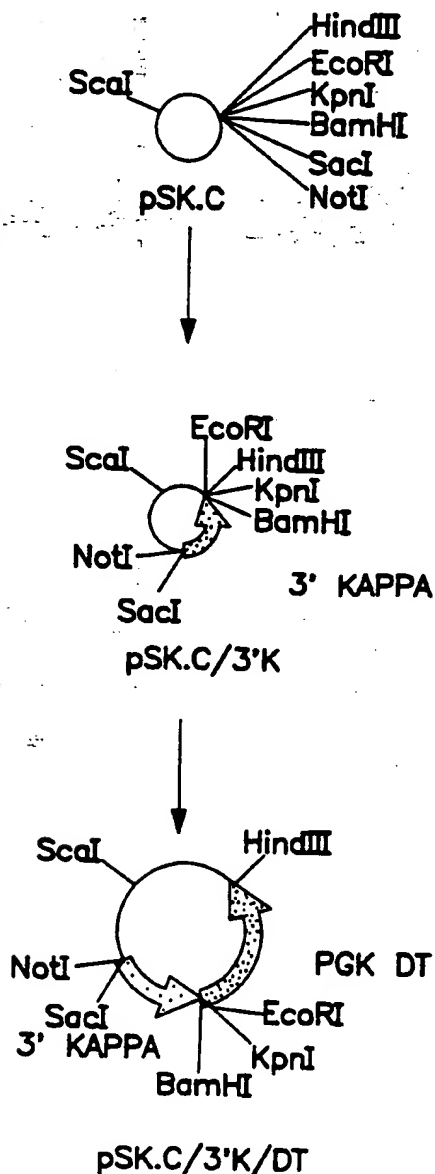 HindIII
EcoRI
ScaI
KpnI
BamHI
SacI
NotI
pSK.C
EcoRI
ScaI
HindIII
KpnI
BamHI
NotI
3' KAPPA
SacI
pSK.C/3'K
ScaI
HindIII
NotI
PGK DT
SacI
EcoRI
3' KAPPA
KpnI
BamHI
pSK.C/3'K/DT